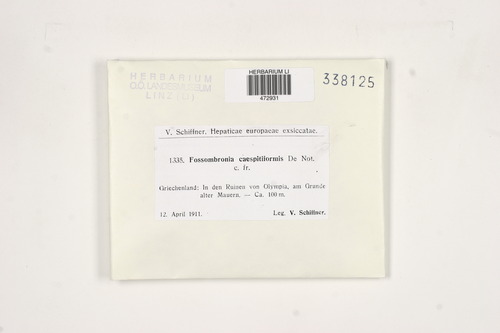 HERBARIUM
O.Ö. LANDESMUSEUM
LINZ (LI)
HERBARIUM LI
472931
338125
V. Schiffner. Hepaticae europaeae exsiccatae.
1335. Fossombronia caespitiformis De Not.
c. fr.
Griechenland: In den Ruinen von Olympia, am Grunde
alter Mauern. — Ca. 100 m.
12. April 1911. Leg. V. Schiffner.